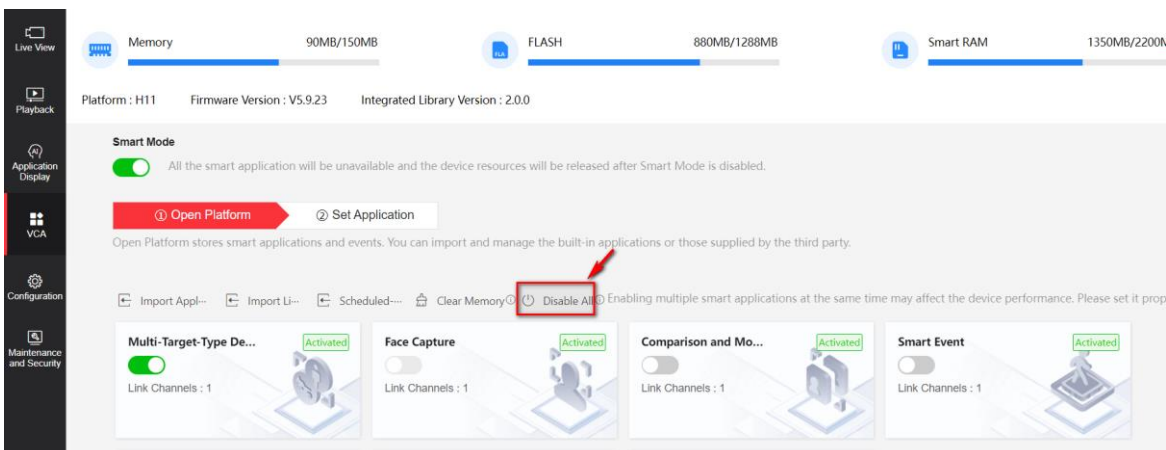 Live View
Playback
Application
Display
VCA
Configuration
Maintenance
and Security
Memory 90MB/150MB
FLASH 880MB/1288MB
Smart RAM 1350MB/2200M
Platform : H11 Firmware Version : V5.9.23 Integrated Library Version : 2.0.0
Smart Mode
All the smart application will be unavailable and the device resources will be released after Smart Mode is disabled.
① Open Platform ② Set Application
Open Platform stores smart applications and events. You can import and manage the built-in applications or those supplied by the third party.
Import Appl... Import Li... Scheduled-... Clear Memory Disable All Enabling multiple smart applications at the same time may affect the device performance. Please set it prop
Multi-Target-Type De... Activated
Link Channels : 1
Face Capture Activated
Link Channels : 1
Comparison and Mo... Activated
Link Channels : 1
Smart Event Activated
Link Channels : 1